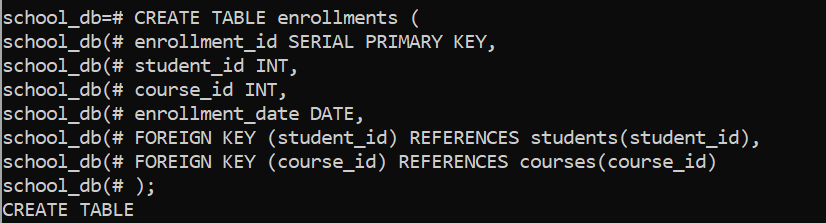 school_db=# CREATE TABLE enrollments (
school_db(# enrollment_id SERIAL PRIMARY KEY,
school_db(# student_id INT,
school_db(# course_id INT,
school_db(# enrollment_date DATE,
school_db(# FOREIGN KEY (student_id) REFERENCES students(student_id),
school_db(# FOREIGN KEY (course_id) REFERENCES courses(course_id)
school_db(# );
CREATE TABLE